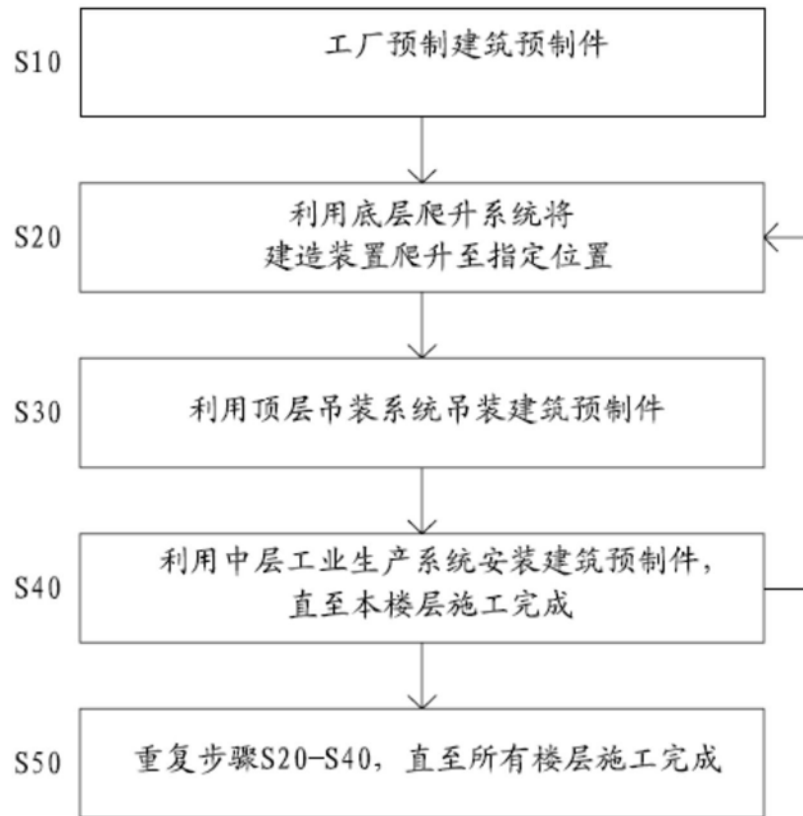 S10
工厂预制建筑预制件
S20
利用底层爬升系统将
建造装置爬升至指定位置
S30
利用顶层吊装系统吊装建筑预制件
S40
利用中层工业生产系统安装建筑预制件，
直至本楼层施工完成
S50
重复步骤S20-S40，直至所有楼层施工完成